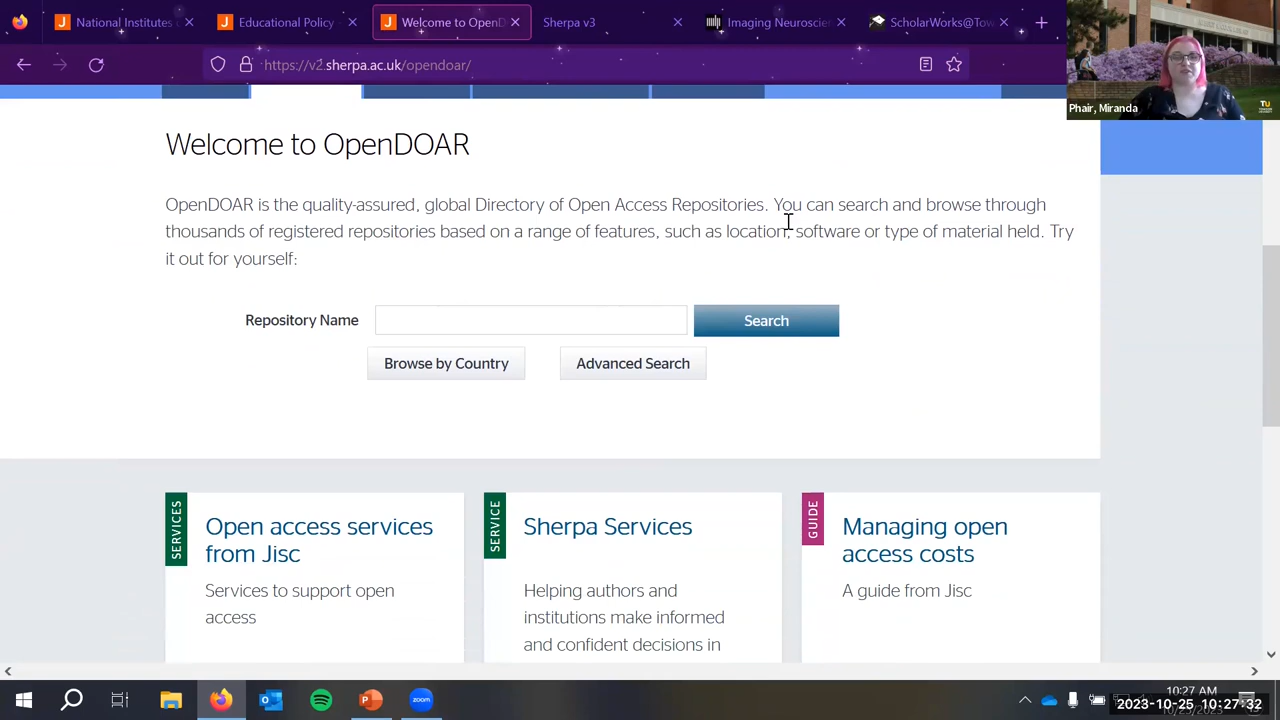 National Institutes
Educational Policy
Welcome to OpenD
Sherpa v3
Imaging Neuroscie
ScholarWorks@Tow
https://v2.sherpa.ac.uk/opendoar/
Phair, Miranda
TU
Welcome to OpenDOAR
OpenDOAR is the quality-assured, global Directory of Open Access Repositories. You can search and browse through
thousands of registered repositories based on a range of features, such as location, software or type of material held. Try
it out for yourself:
Repository Name
Search
Browse by Country
Advanced Search
SERVICES
Open access services
from Jisc
Services to support open
access
SERVICE
Sherpa Services
Helping authors and
institutions make informed
and confident decisions in
GUIDE
Managing open
access costs
A guide from Jisc
zoom
10:27 AM
2023-10-25 10:27:32